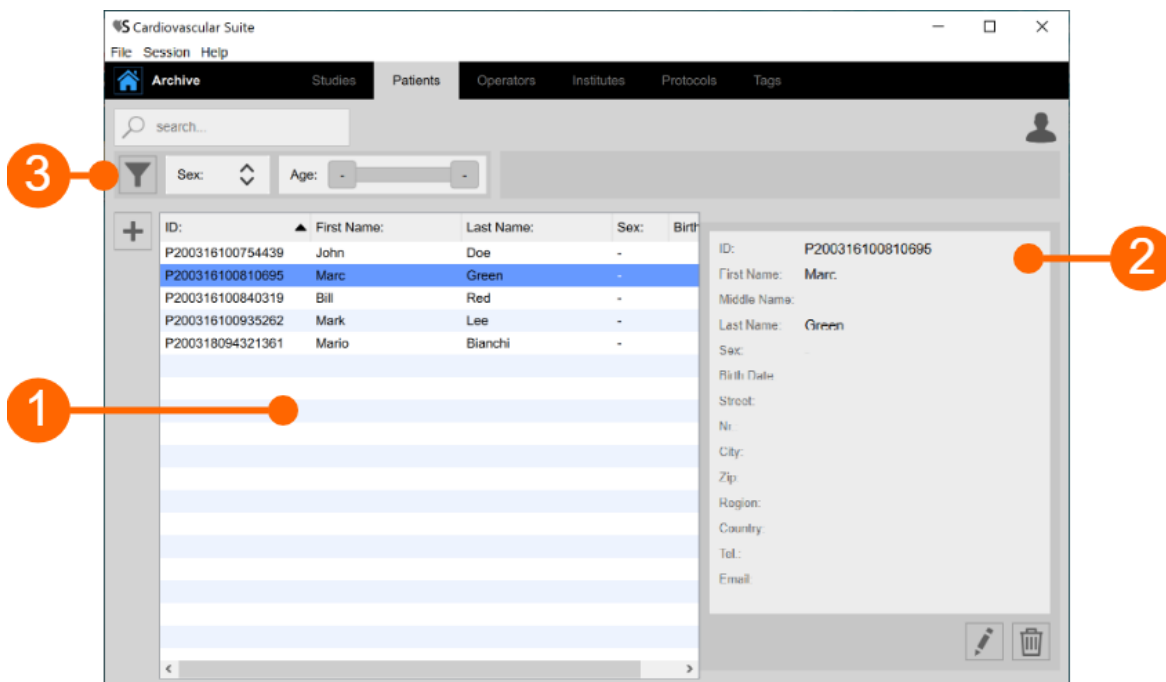 S Cardiovascular Suite
File Session Help
Archive Studies Patients Operators Institutes Protocols Tags
search...
3
Sex: Age: - -
ID: First Name: Last Name: Sex: Birth
P200316100754439 John Doe -
P200316100810695 Marc Green -
P200316100840319 Bill Red -
P200316100935262 Mark Lee -
P200318094321361 Mario Bianchi -
1
ID: P200316100810695
2
First Name: Marc
Middle Name:
Last Name: Green
Sex: -
Birth Date
Street:
Nr.:
City:
Zip:
Region:
Country:
Tel.:
Email: